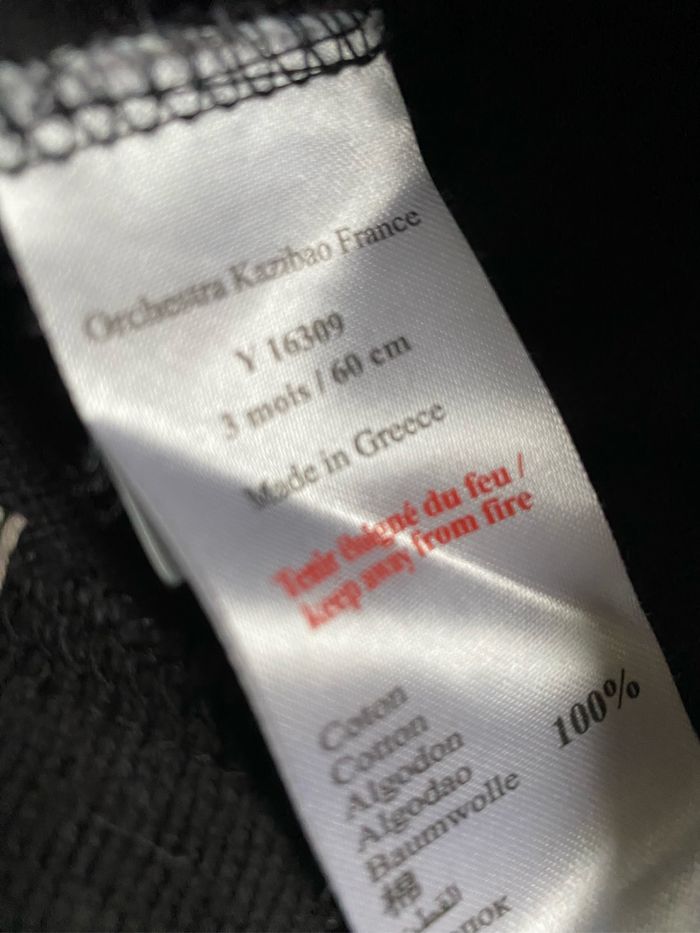 Orchestra Kazibao France
Y 16309
3 mois / 60 cm
Made in Greece
Tenir éloigné du feu /
keep away from fire
Coton
Cotton
Algodon
Algodao
Baumwolle
棉
100%